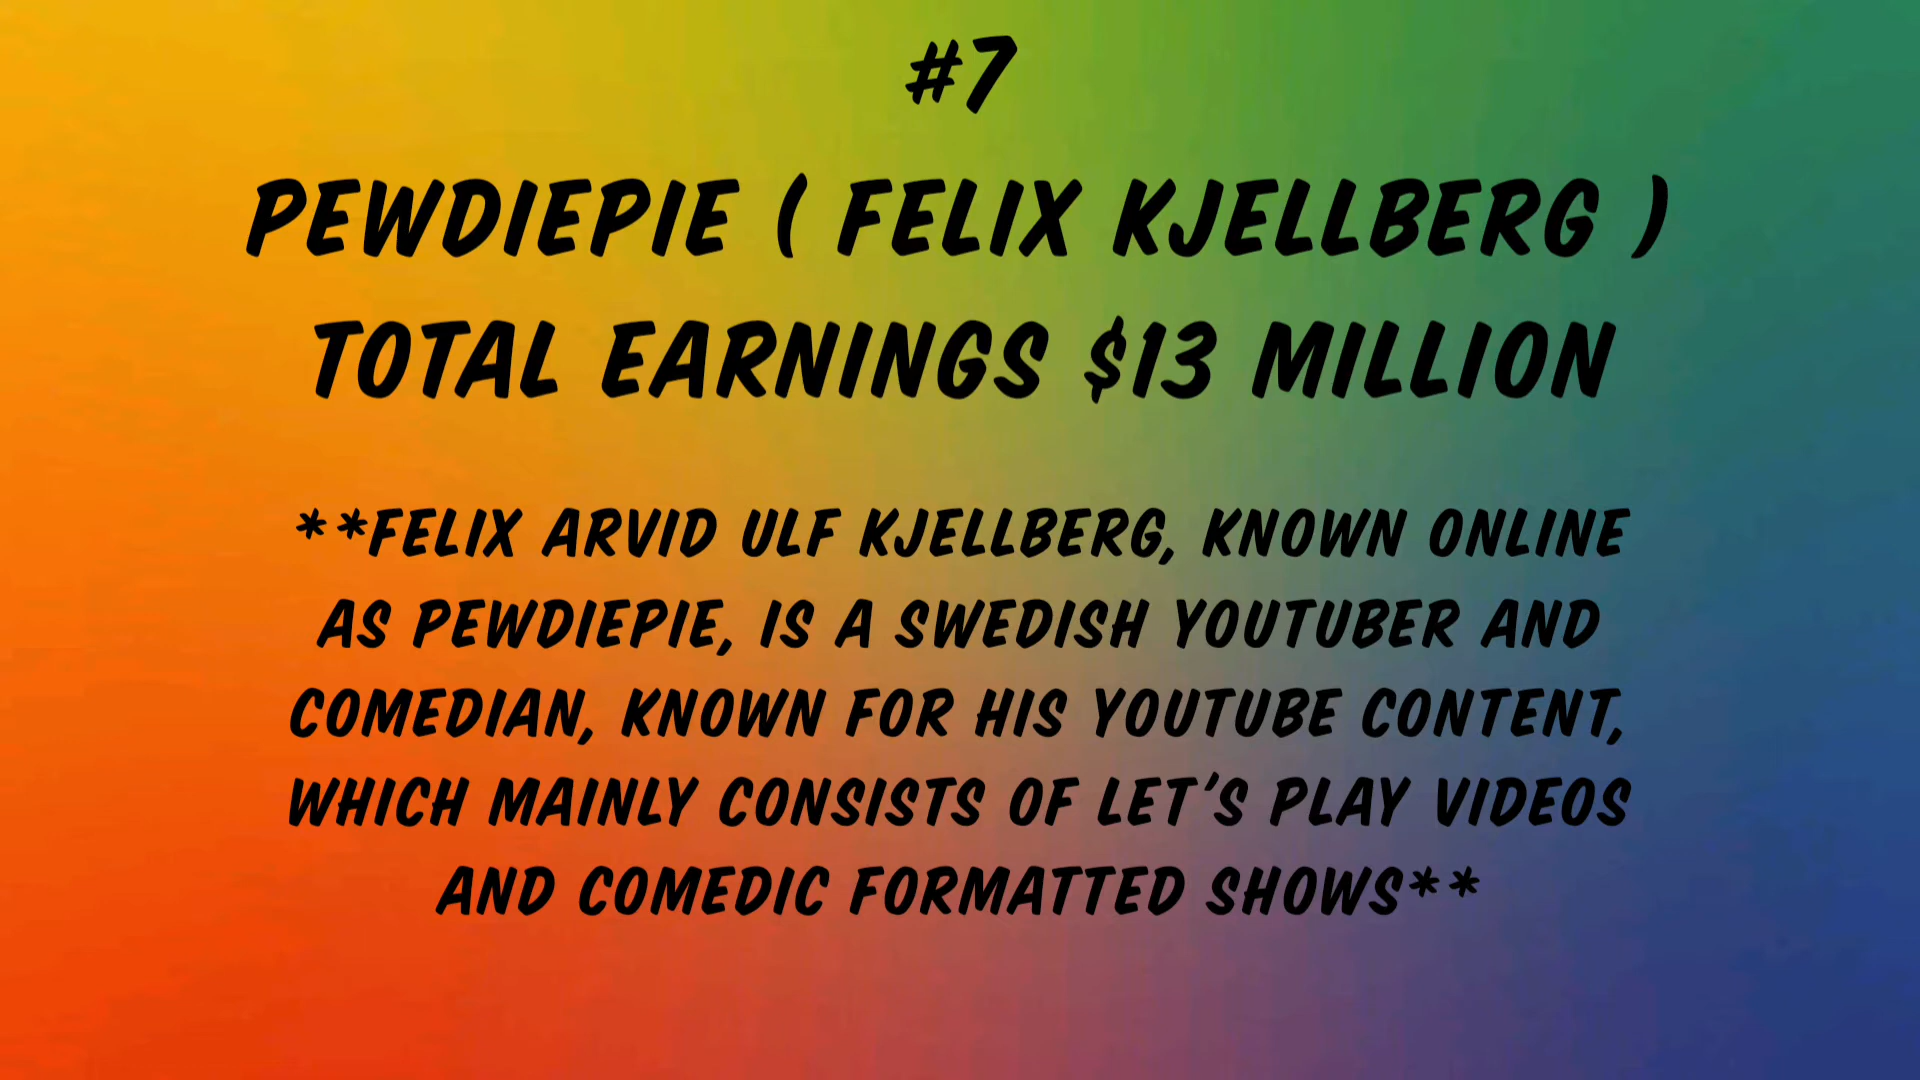 #7
PEWDIEPIE ( FELIX KJELLBERG )
TOTAL EARNINGS $13 MILLION
**FELIX ARVID ULF KJELLBERG, KNOWN ONLINE
AS PEWDIEPIE, IS A SWEDISH YOUTUBER AND
COMEDIAN, KNOWN FOR HIS YOUTUBE CONTENT,
WHICH MAINLY CONSISTS OF LET'S PLAY VIDEOS
AND COMEDIC FORMATTED SHOWS**